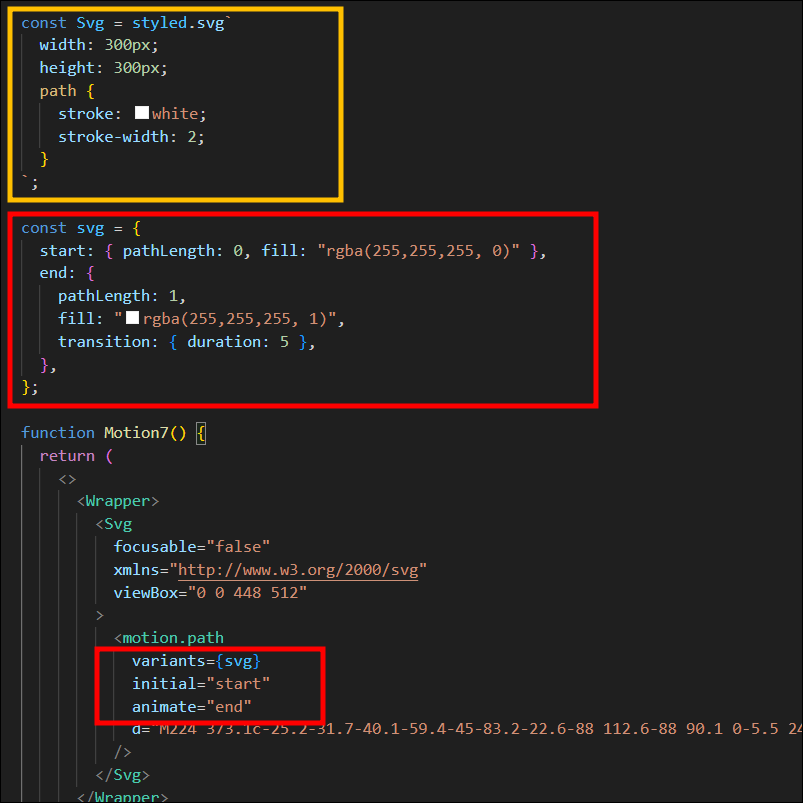 const Svg = styled.svg`
width: 300px;
height: 300px;
path {
stroke: white;
stroke-width: 2;
}
`;
const svg = {
start: { pathLength: 0, fill: "rgba(255,255,255, 0)" },
end: {
pathLength: 1,
fill: "rgba(255,255,255, 1)",
transition: { duration: 5 },
},
};
function Motion7() {
return (
<>
<Wrapper>
<Svg
focusable="false"
xmlns="http://www.w3.org/2000/svg"
viewBox="0 0 448 512"
>
<motion.path
variants={svg}
initial="start"
animate="end"
d="M224 373.1c-25.2-31.7-40.1-59.4-45-83.2-22.6-88 112.6-88 90.1 0-5.5 24
/>
</Svg>
</Wrapper>